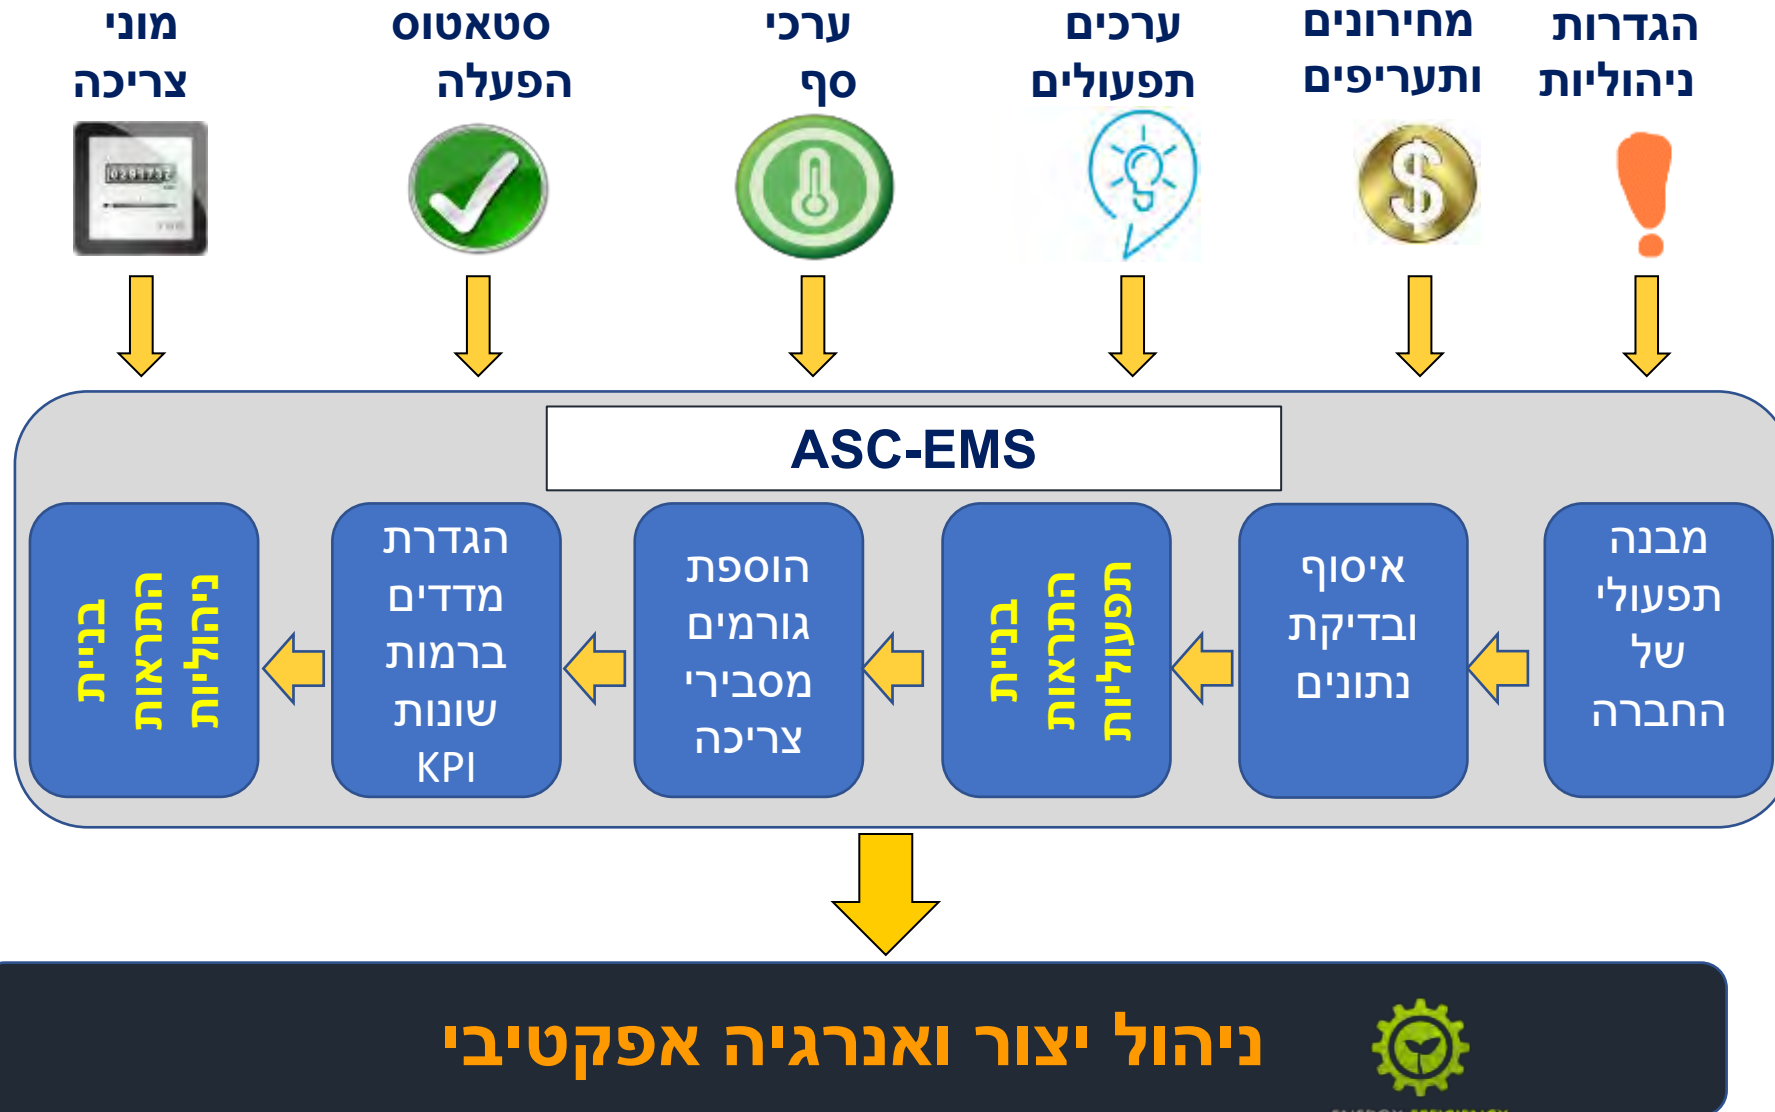 הגדרות
ניהוליות
מחירונים
ותעריפים
ערכים
תפעולים
ערכי
סף
סטאטוס
הפעלה
מוני
צריכה
ASC-EMS
מבנה
תפעולי
של
החברה
איסוף
ובדיקת
נתונים
בניית
התראות
תפעוליות
הוספת
גורמים
מסבירי
צריכה
הגדרת
מדדים
ברמות
שונות
KPI
בניית
התראות
ניהוליות
ניהול יצור ואנרגיה אפקטיבי